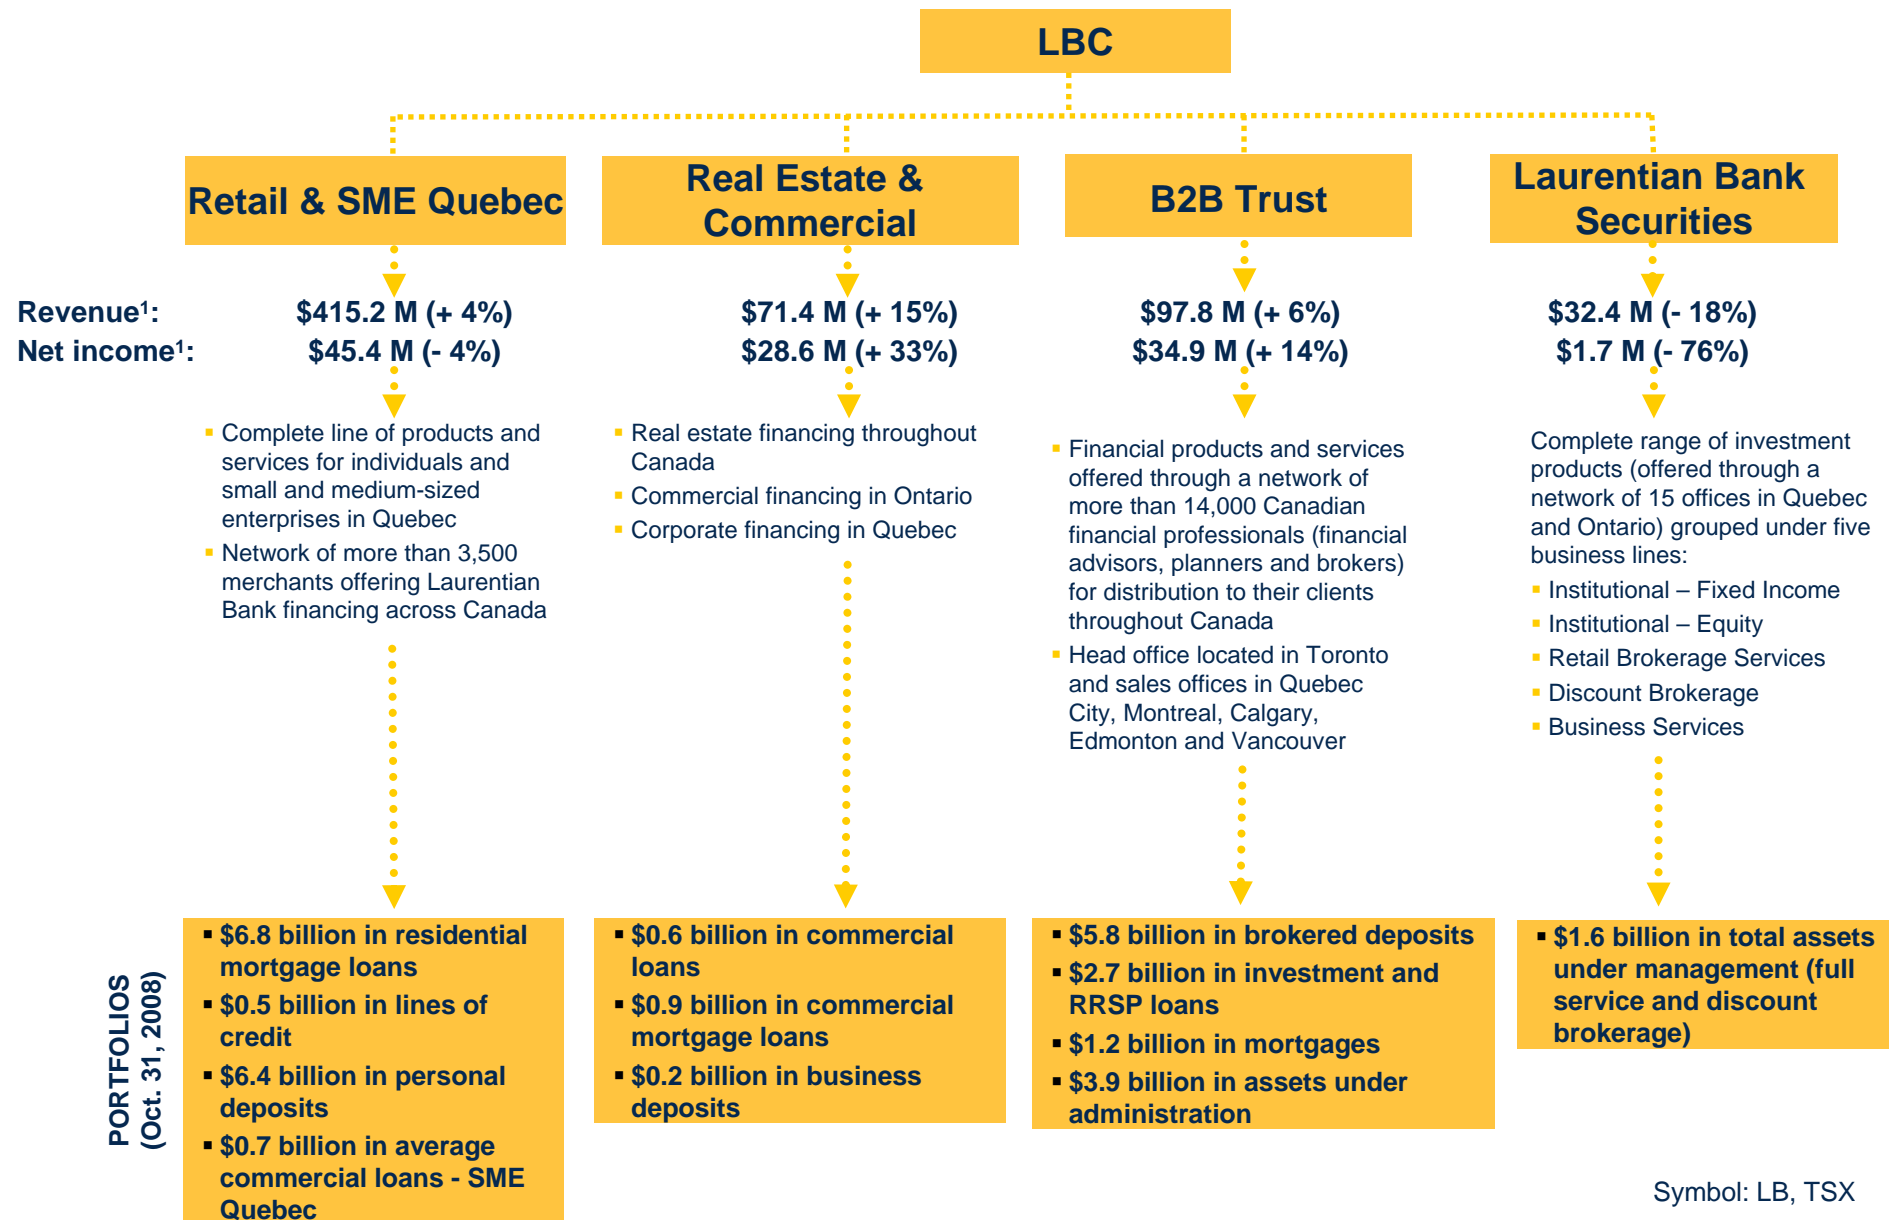 LBC
Retail & SME Quebec
Real Estate &
Commercial
B2B Trust
Laurentian Bank
Securities
Revenue¹:
$415.2 M (+ 4%)
$71.4 M (+ 15%)
$97.8 M (+ 6%)
$32.4 M (- 18%)
Net income¹:
$45.4 M (- 4%)
$28.6 M (+ 33%)
$34.9 M (+ 14%)
$1.7 M (- 76%)
▪ Complete line of products and
services for individuals and
small and medium-sized
enterprises in Quebec
▪ Network of more than 3,500
merchants offering Laurentian
Bank financing across Canada
▪ Real estate financing throughout
Canada
▪ Commercial financing in Ontario
▪ Corporate financing in Quebec
▪ Financial products and services
offered through a network of
more than 14,000 Canadian
financial professionals (financial
advisors, planners and brokers)
for distribution to their clients
throughout Canada
▪ Head office located in Toronto
and sales offices in Quebec
City, Montreal, Calgary,
Edmonton and Vancouver
Complete range of investment
products (offered through a
network of 15 offices in Quebec
and Ontario) grouped under five
business lines:
▪ Institutional – Fixed Income
▪ Institutional – Equity
▪ Retail Brokerage Services
▪ Discount Brokerage
▪ Business Services
PORTFOLIOS
(Oct. 31, 2008)
▪ $6.8 billion in residential
mortgage loans
▪ $0.5 billion in lines of
credit
▪ $6.4 billion in personal
deposits
▪ $0.7 billion in average
commercial loans - SME
Quebec
▪ $0.6 billion in commercial
loans
▪ $0.9 billion in commercial
mortgage loans
▪ $0.2 billion in business
deposits
▪ $5.8 billion in brokered deposits
▪ $2.7 billion in investment and
RRSP loans
▪ $1.2 billion in mortgages
▪ $3.9 billion in assets under
administration
▪ $1.6 billion in total assets
under management (full
service and discount
brokerage)
Symbol: LB, TSX